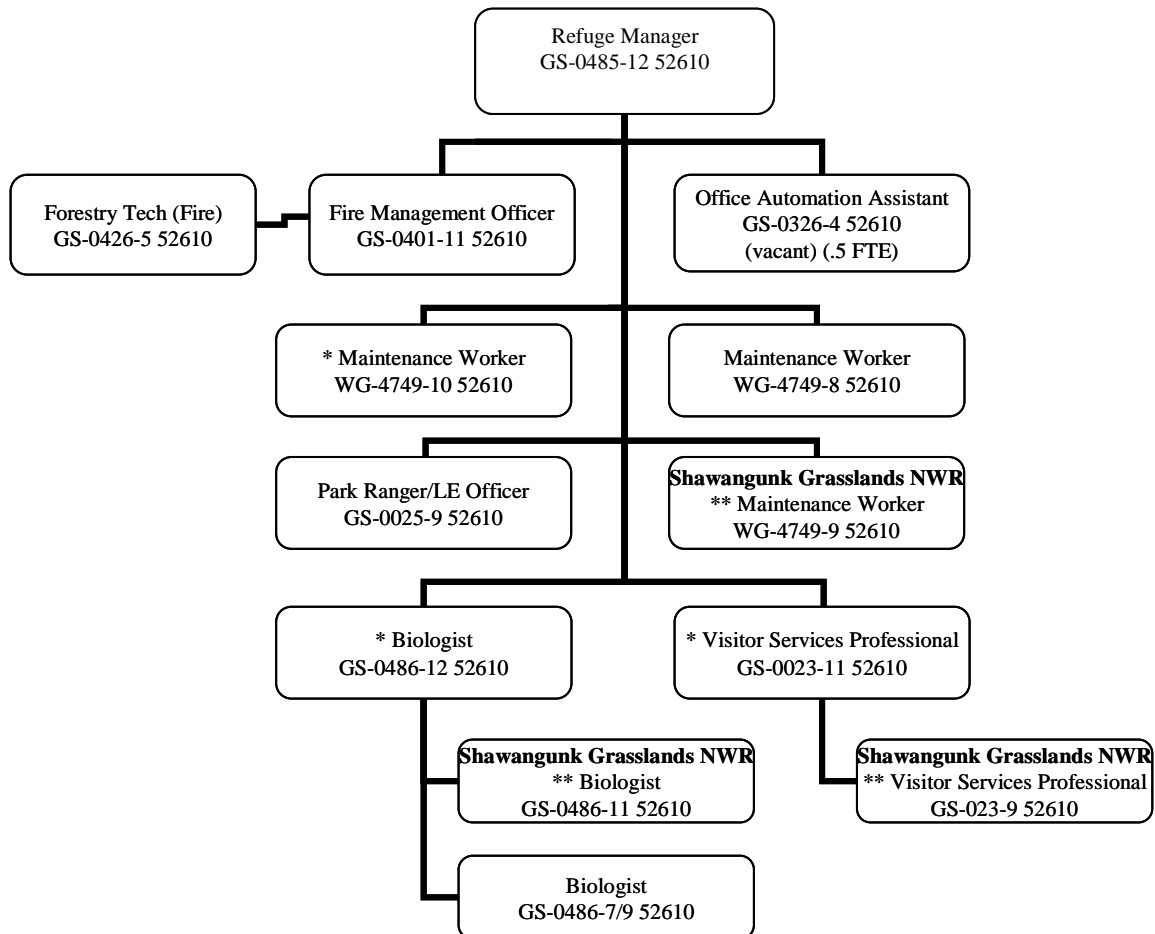 Refuge Manager
GS-0485-12 52610
Forestry Tech (Fire)
GS-0426-5 52610
Fire Management Officer
GS-0401-11 52610
Office Automation Assistant
GS-0326-4 52610
(vacant) (.5 FTE)
* Maintenance Worker
WG-4749-10 52610
Maintenance Worker
WG-4749-8 52610
Park Ranger/LE Officer
GS-0025-9 52610
Shawangunk Grasslands NWR
** Maintenance Worker
WG-4749-9 52610
* Biologist
GS-0486-12 52610
* Visitor Services Professional
GS-0023-11 52610
Shawangunk Grasslands NWR
** Biologist
GS-0486-11 52610
Shawangunk Grasslands NWR
** Visitor Services Professional
GS-023-9 52610
Biologist
GS-0486-7/9 52610